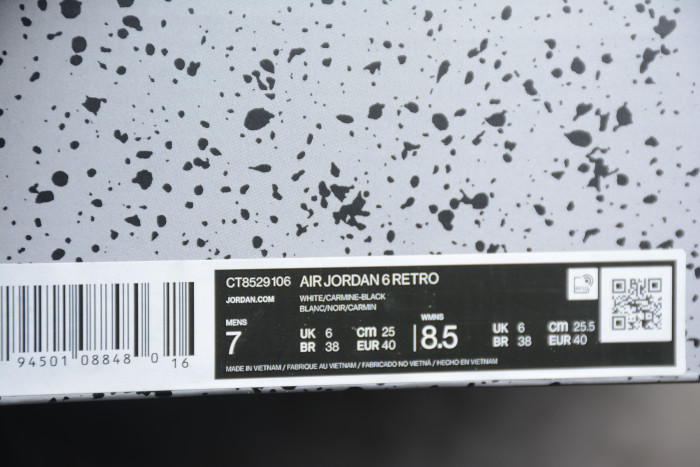 CT8529 106 AIR JORDAN 6 RETRO
JORDAN.COM WHITE/CARMINE-BLACK
BLANC/NOIR/CARMIN
MENS WMNS
7 UK 6 cm 25 8.5 UK 6 cm 25.5
BR 38 EUR 40 BR 38 EUR 40
MADE IN VIETNAM / FABRIQUE AU VIETNAM / FABRICADO NO VIETNÃ / HECHO EN VIETNAM
94501 08848 0 16